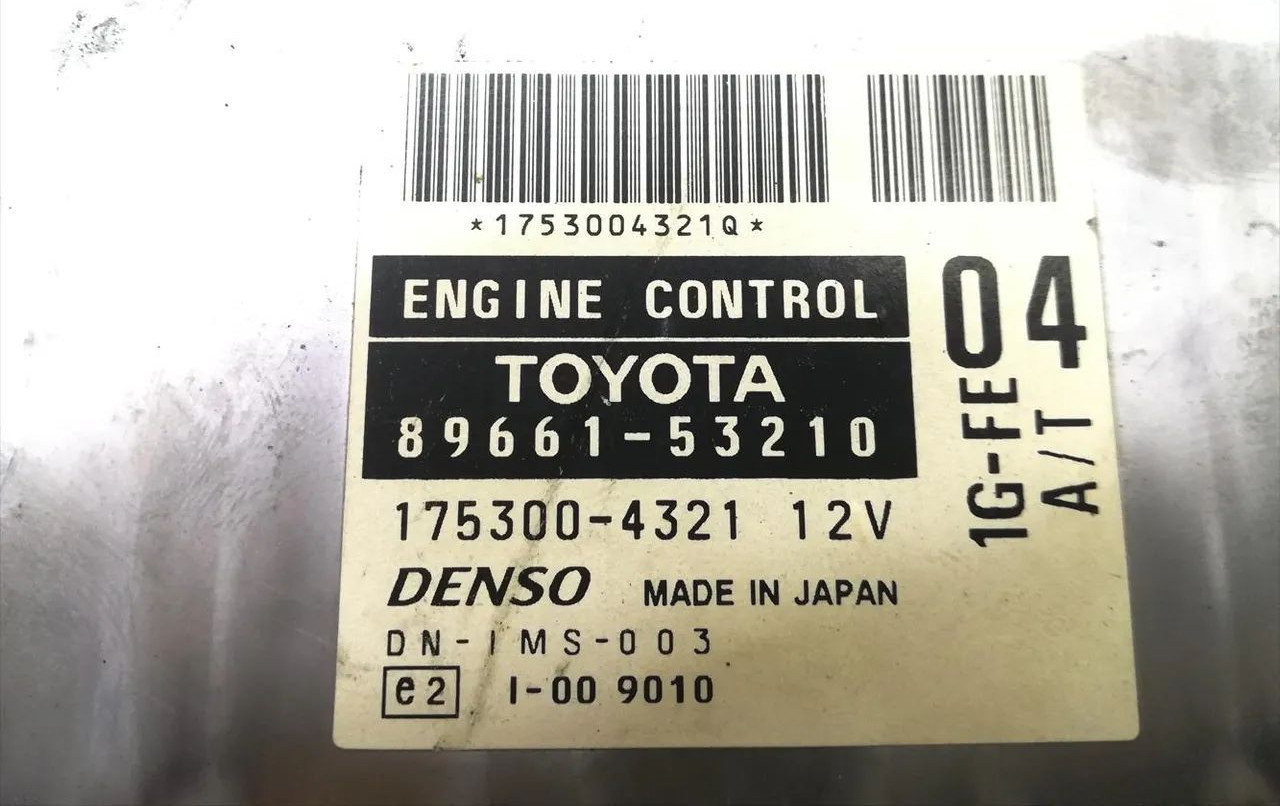 *1753004321Q*
ENGINE CONTROL
TOYOTA
89661-53210
175300-4321 12V
DENSO MADE IN JAPAN
DN-IMS-003
e2 I-00 9010
04
1G-FE
A/T